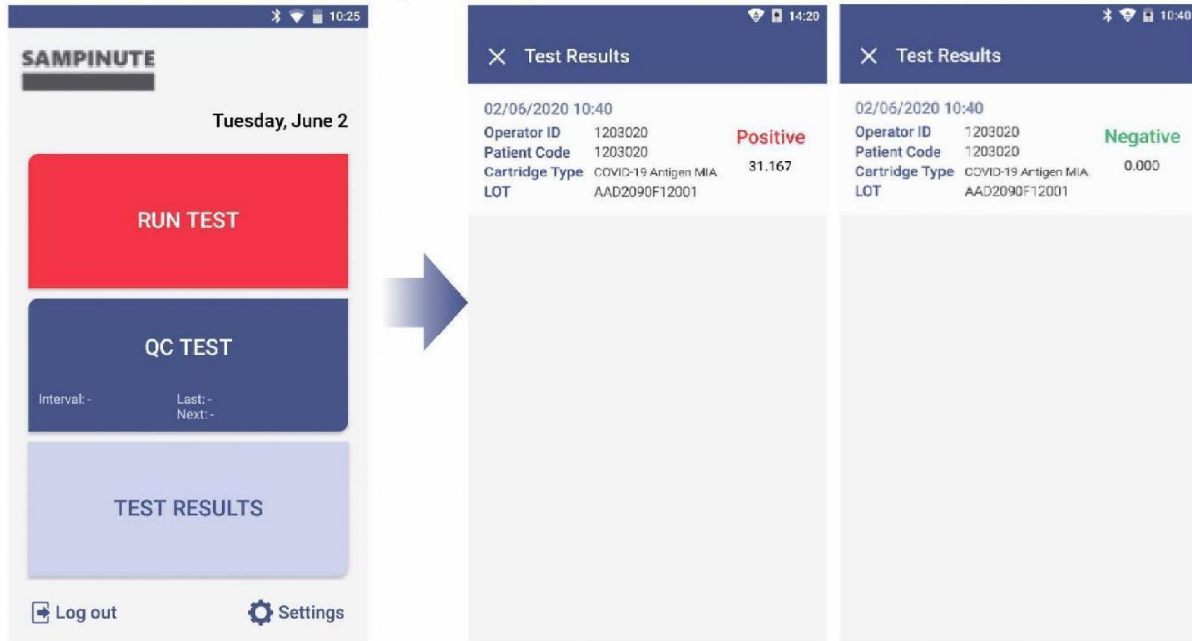 10:25
SAMPINUTE
Tuesday, June 2
RUN TEST
QC TEST
Interval: -
Last: -
Next: -
TEST RESULTS
Log out
Settings
14:20
Test Results
02/06/2020 10:40
Operator ID 1203020
Patient Code 1203020
Cartridge Type COVID-19 Antigen MIA
LOT AAD2090F12001
Positive
31.167
10:40
Test Results
02/06/2020 10:40
Operator ID 1203020
Patient Code 1203020
Cartridge Type COVID-19 Antigen MIA
LOT AAD2090F12001
Negative
0.000